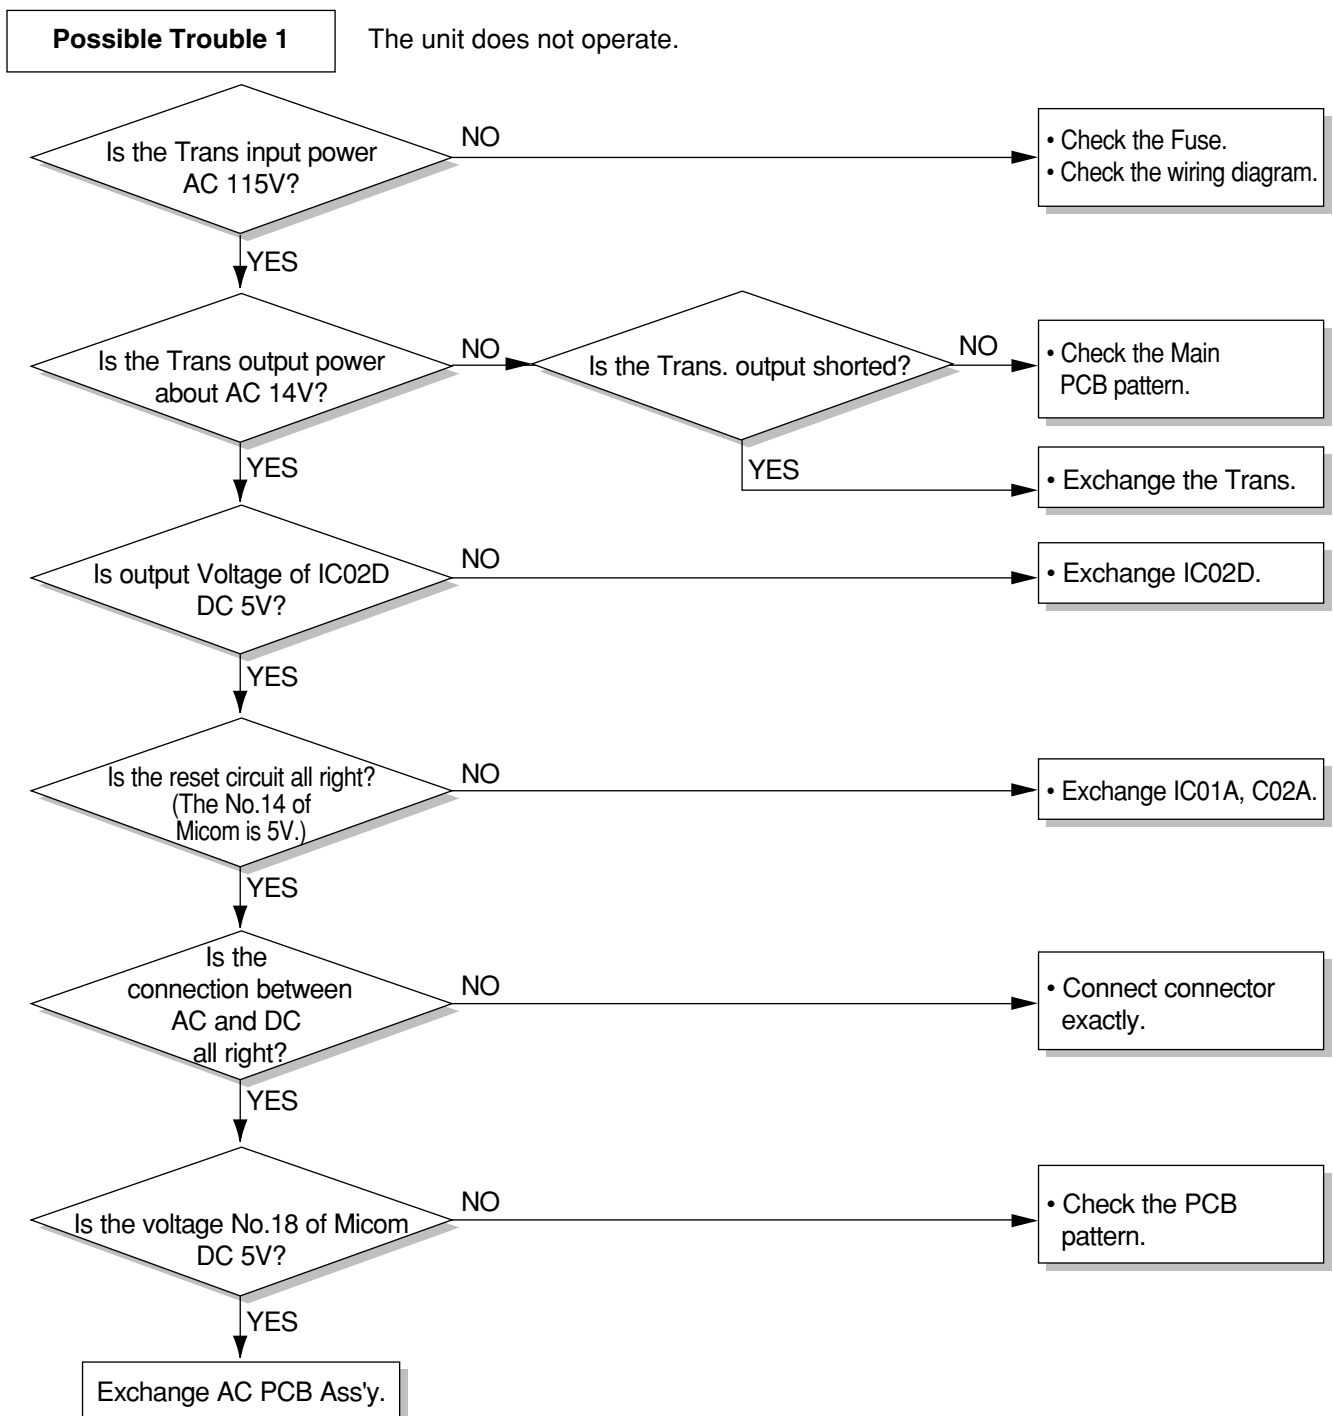 Possible Trouble 1
The unit does not operate.
Is the Trans input power
AC 115V?
NO
• Check the Fuse.
• Check the wiring diagram.
YES
Is the Trans output power
about AC 14V?
NO
Is the Trans. output shorted?
NO
• Check the Main
PCB pattern.
YES
• Exchange the Trans.
YES
Is output Voltage of IC02D
DC 5V?
NO
• Exchange IC02D.
YES
Is the reset circuit all right?
(The No.14 of
Micom is 5V.)
NO
• Exchange IC01A, C02A.
YES
Is the
connection between
AC and DC
all right?
NO
• Connect connector
exactly.
YES
Is the voltage No.18 of Micom
DC 5V?
NO
• Check the PCB
pattern.
YES
Exchange AC PCB Ass'y.